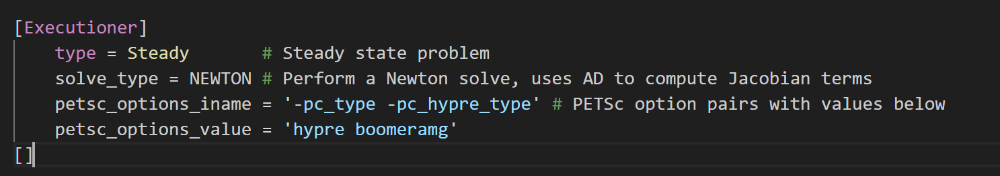 [Executioner]
type = Steady # Steady state problem
solve_type = NEWTON # Perform a Newton solve, uses AD to compute Jacobian terms
petsc_options_iname = '-pc_type -pc_hypre_type' # PETSc option pairs with values below
petsc_options_value = 'hypre boomeramg'
[]